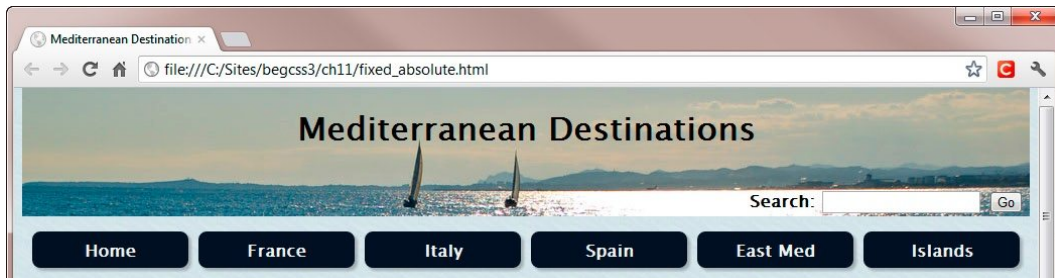 Mediterranean Destination
file:///C:/Sites/begcss3/ch11/fixed_absolute.html
Mediterranean Destinations
Search: Go
Home France Italy Spain East Med Islands